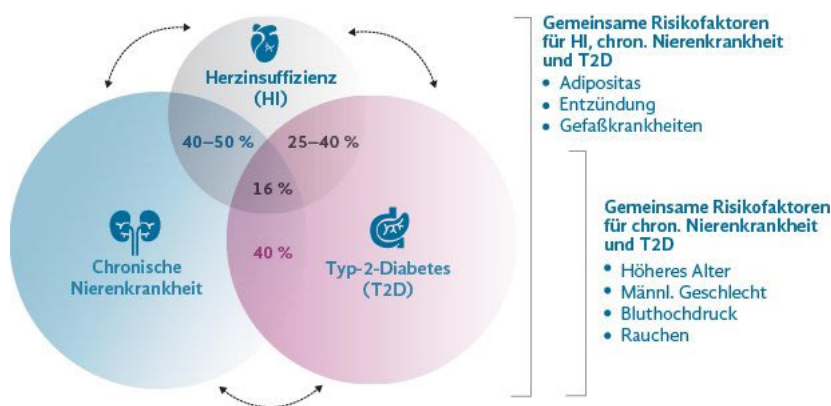 Herzinsuffizienz
(HI)
40–50 %
25–40 %
16 %
40 %
Chronische
Nierenkrankheit
Typ-2-Diabetes
(T2D)
Gemeinsame Risikofaktoren
für HI, chron. Nierenkrankheit
und T2D
• Adipositas
• Entzündung
• Gefaßkrankheiten
Gemeinsame Risikofaktoren
für chron. Nierenkrankheit
und T2D
• Höheres Alter
• Männl. Geschlecht
• Bluthochdruck
• Rauchen